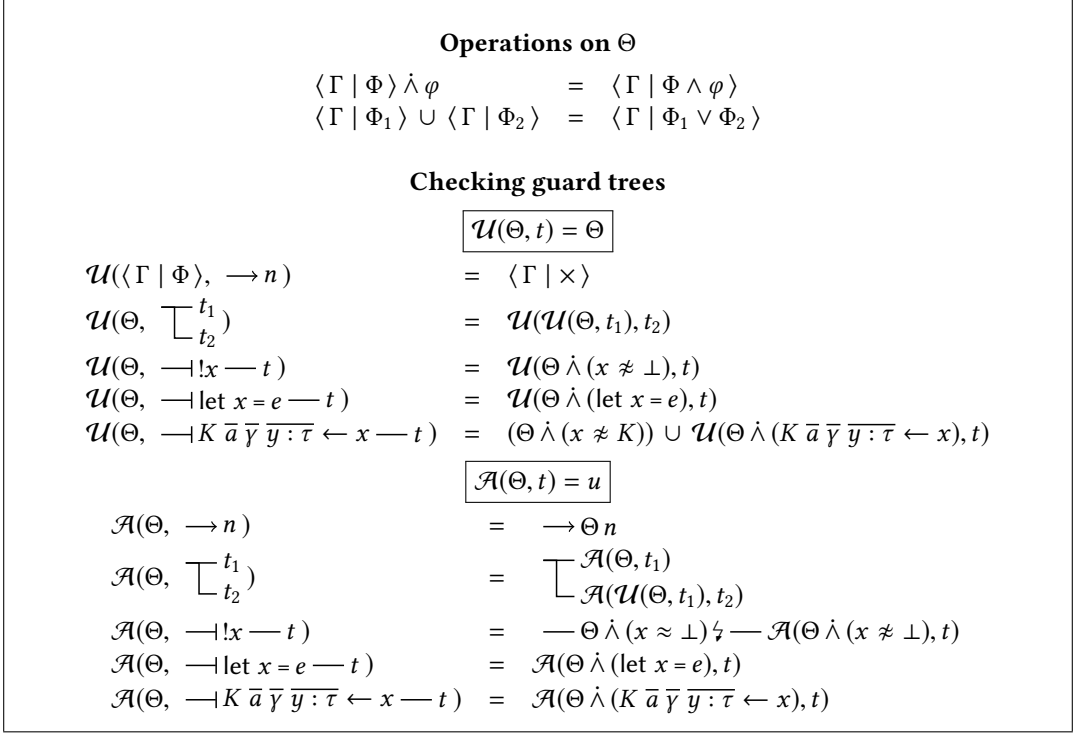 Operations on Θ
⟨ Γ | Φ ⟩ ∧̇ φ = ⟨ Γ | Φ ∧ φ ⟩
⟨ Γ | Φ₁ ⟩ ∪ ⟨ Γ | Φ₂ ⟩ = ⟨ Γ | Φ₁ ∨ Φ₂ ⟩
Checking guard trees
𝒰(Θ, t) = Θ
𝒰(⟨ Γ | Φ ⟩, ⟶ n ) = ⟨ Γ | × ⟩
𝒰(Θ, t₁ t₂ ) = 𝒰(𝒰(Θ, t₁), t₂)
𝒰(Θ, —⊣ !x — t ) = 𝒰(Θ ∧̇ (x ≉ ⊥), t)
𝒰(Θ, —⊣ let x = e — t ) = 𝒰(Θ ∧̇ (let x = e), t)
𝒰(Θ, —⊣ K a̅ γ̅ y̅ ̅:̅ ̅τ̅ ← x — t ) = (Θ ∧̇ (x ≉ K)) ∪ 𝒰(Θ ∧̇ (K a̅ γ̅ y̅ ̅:̅ ̅τ̅ ← x), t)
𝒜(Θ, t) = u
𝒜(Θ, ⟶ n ) = ⟶ Θ n
𝒜(Θ, t₁ t₂ ) = 𝒜(Θ, t₁) 𝒜(𝒰(Θ, t₁), t₂)
𝒜(Θ, —⊣ !x — t ) = — Θ ∧̇ (x ≈ ⊥) ↯ — 𝒜(Θ ∧̇ (x ≉ ⊥), t)
𝒜(Θ, —⊣ let x = e — t ) = 𝒜(Θ ∧̇ (let x = e), t)
𝒜(Θ, —⊣ K a̅ γ̅ y̅ ̅:̅ ̅τ̅ ← x — t ) = 𝒜(Θ ∧̇ (K a̅ γ̅ y̅ ̅:̅ ̅τ̅ ← x), t)